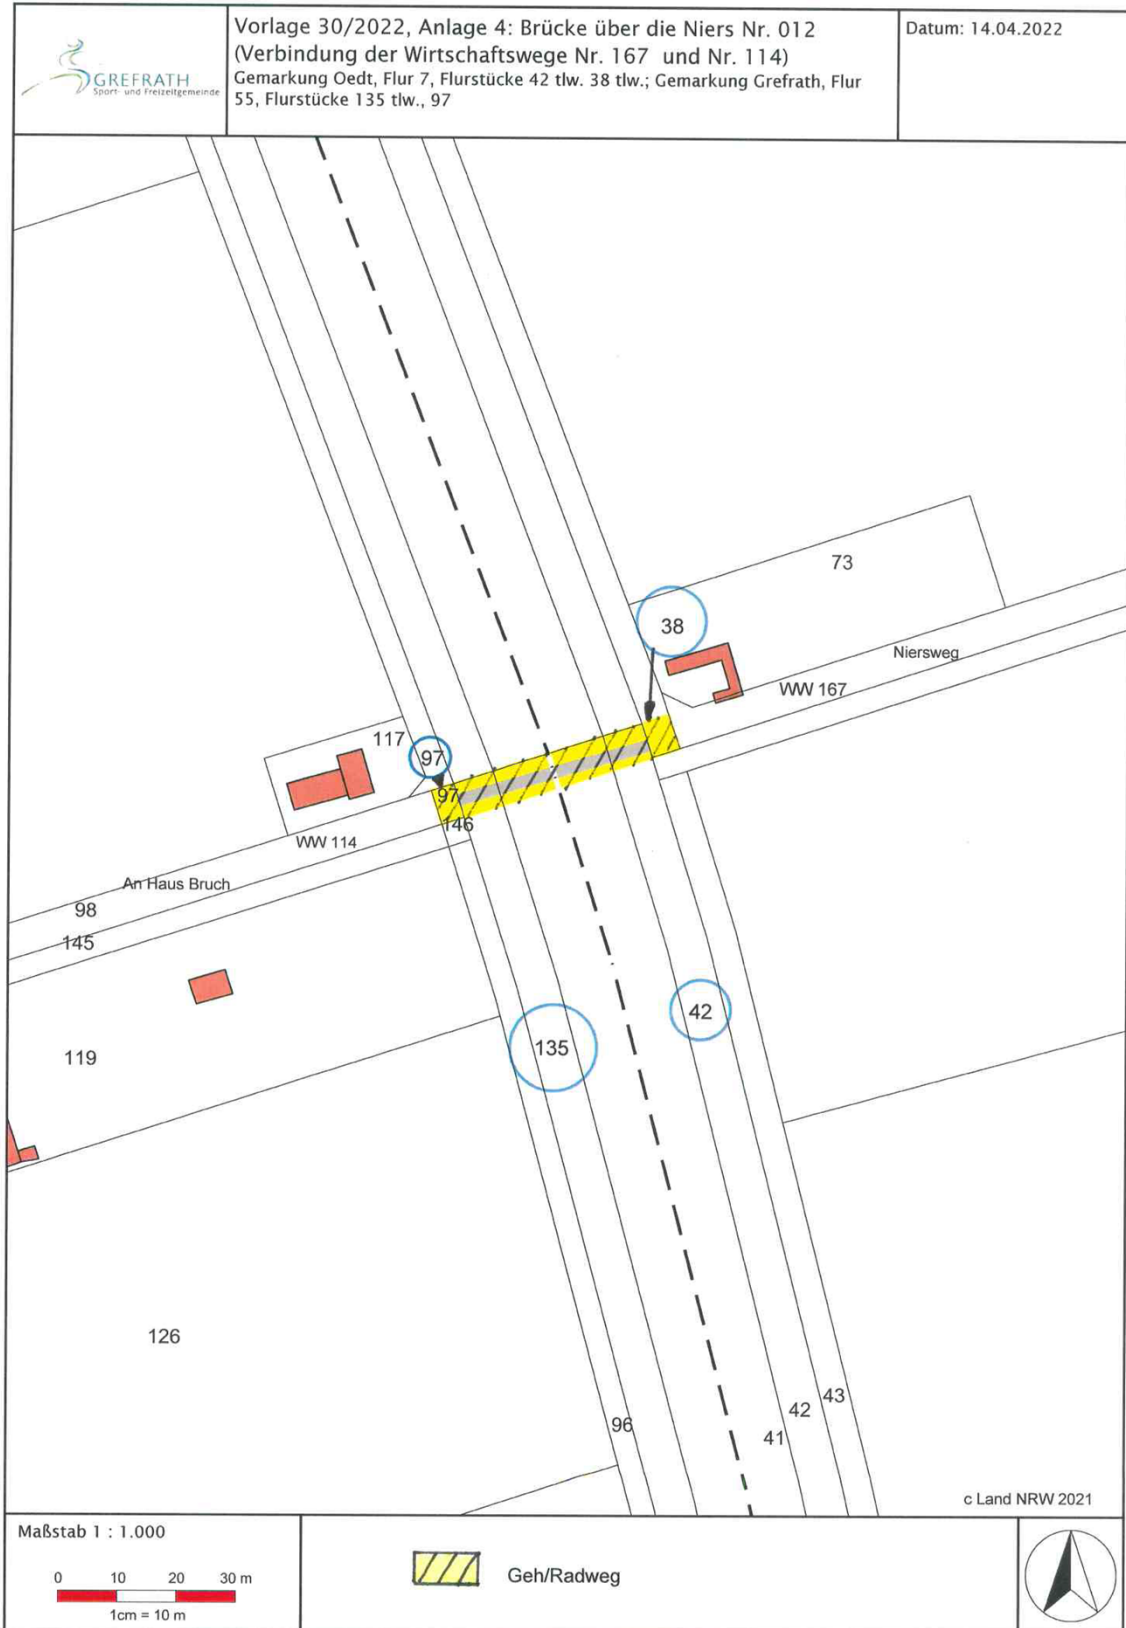 GREFRATH
Sport- und Freizeitgemeinde
Vorlage 30/2022, Anlage 4: Brücke über die Niers Nr. 012
(Verbindung der Wirtschaftswege Nr. 167 und Nr. 114)
Gemarkung Oedt, Flur 7, Flurstücke 42 tlw. 38 tlw.; Gemarkung Grefrath, Flur
55, Flurstücke 135 tlw., 97
Datum: 14.04.2022
73
38
Niersweg
WW 167
117
97
97
146
WW 114
An Haus Bruch
98
145
119
135
42
126
96
41
42
43
c Land NRW 2021
Maßstab 1 : 1.000
0 10 20 30 m
1cm = 10 m
Geh/Radweg